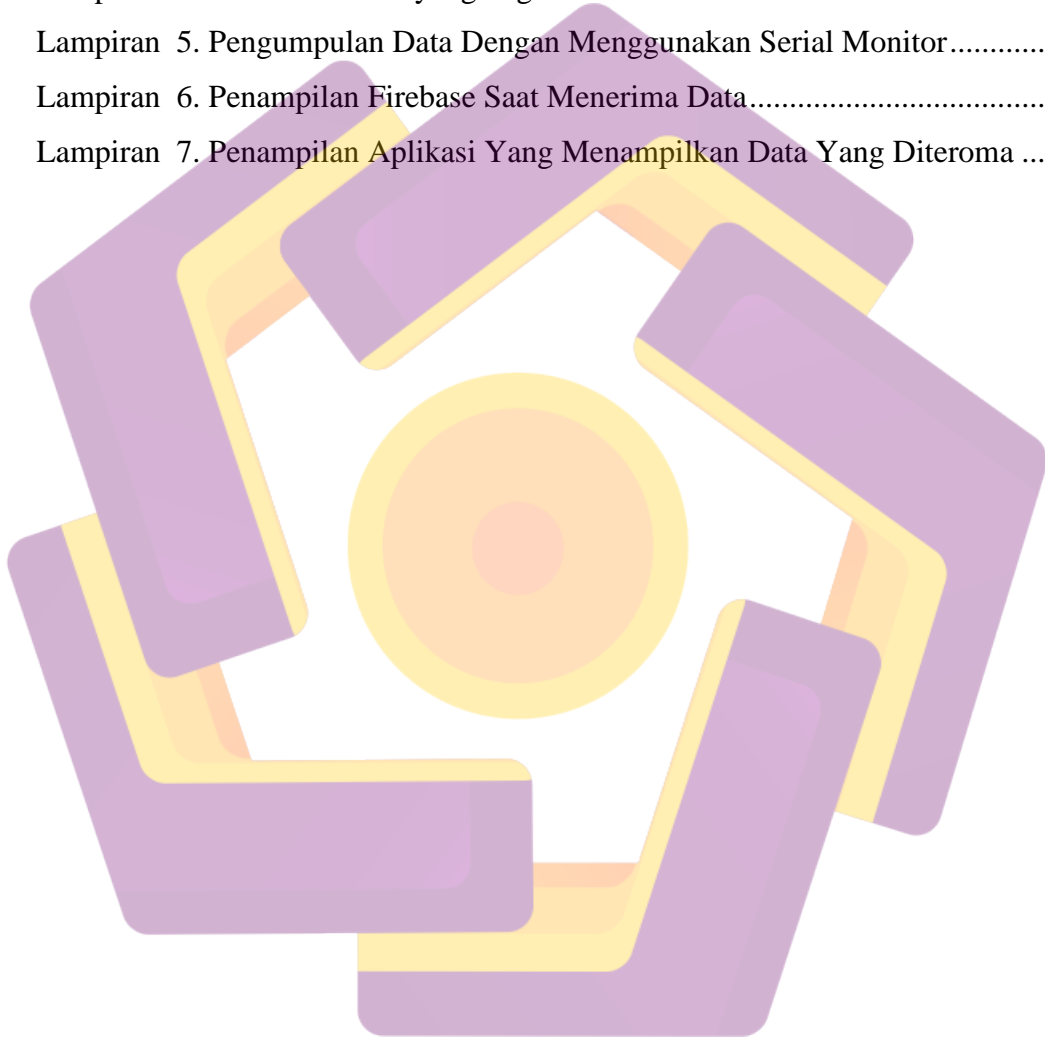 Lampiran  5. Pengumpulan Data Dengan Menggunakan Serial Monitor............
Lampiran  6. Penampilan Firebase Saat Menerima Data.....................................
Lampiran  7. Penampilan Aplikasi Yang Menampilkan Data Yang Diteroma ...